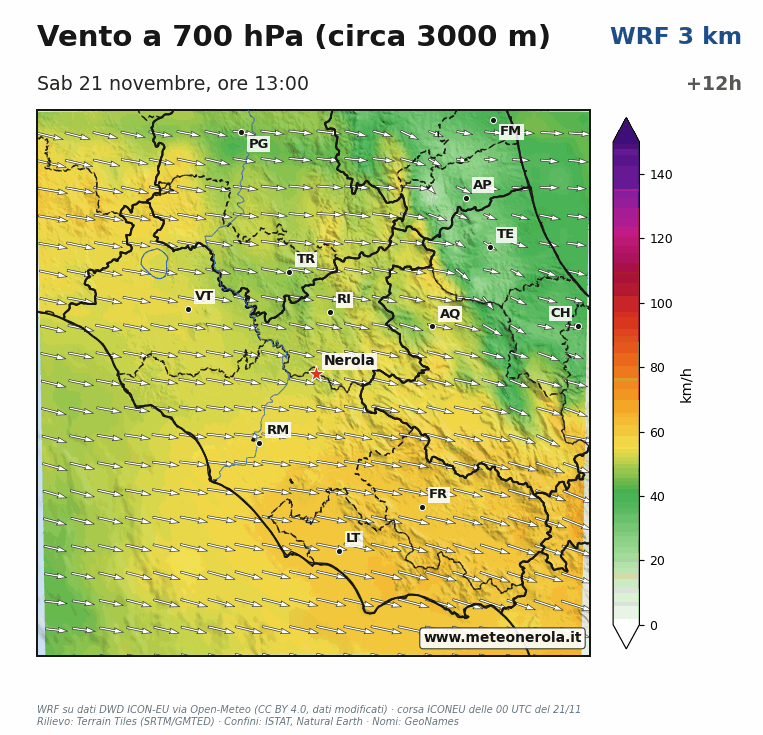 Vento a 700 hPa (circa 3000 m)
WRF 3 km
Sab 21 novembre, ore 13:00
+12h
FM
PG
AP
TE
TR
VT
RI
AQ
CH
Nerola
RM
FR
LT
www.meteonerola.it
140
120
100
80
60
40
20
0
km/h
WRF su dati DWD ICON-EU via Open-Meteo (CC BY 4.0, dati modificati) · corsa ICONEU delle 00 UTC del 21/11
Rilievo: Terrain Tiles (SRTM/GMTED) · Confini: ISTAT, Natural Earth · Nomi: GeoNames